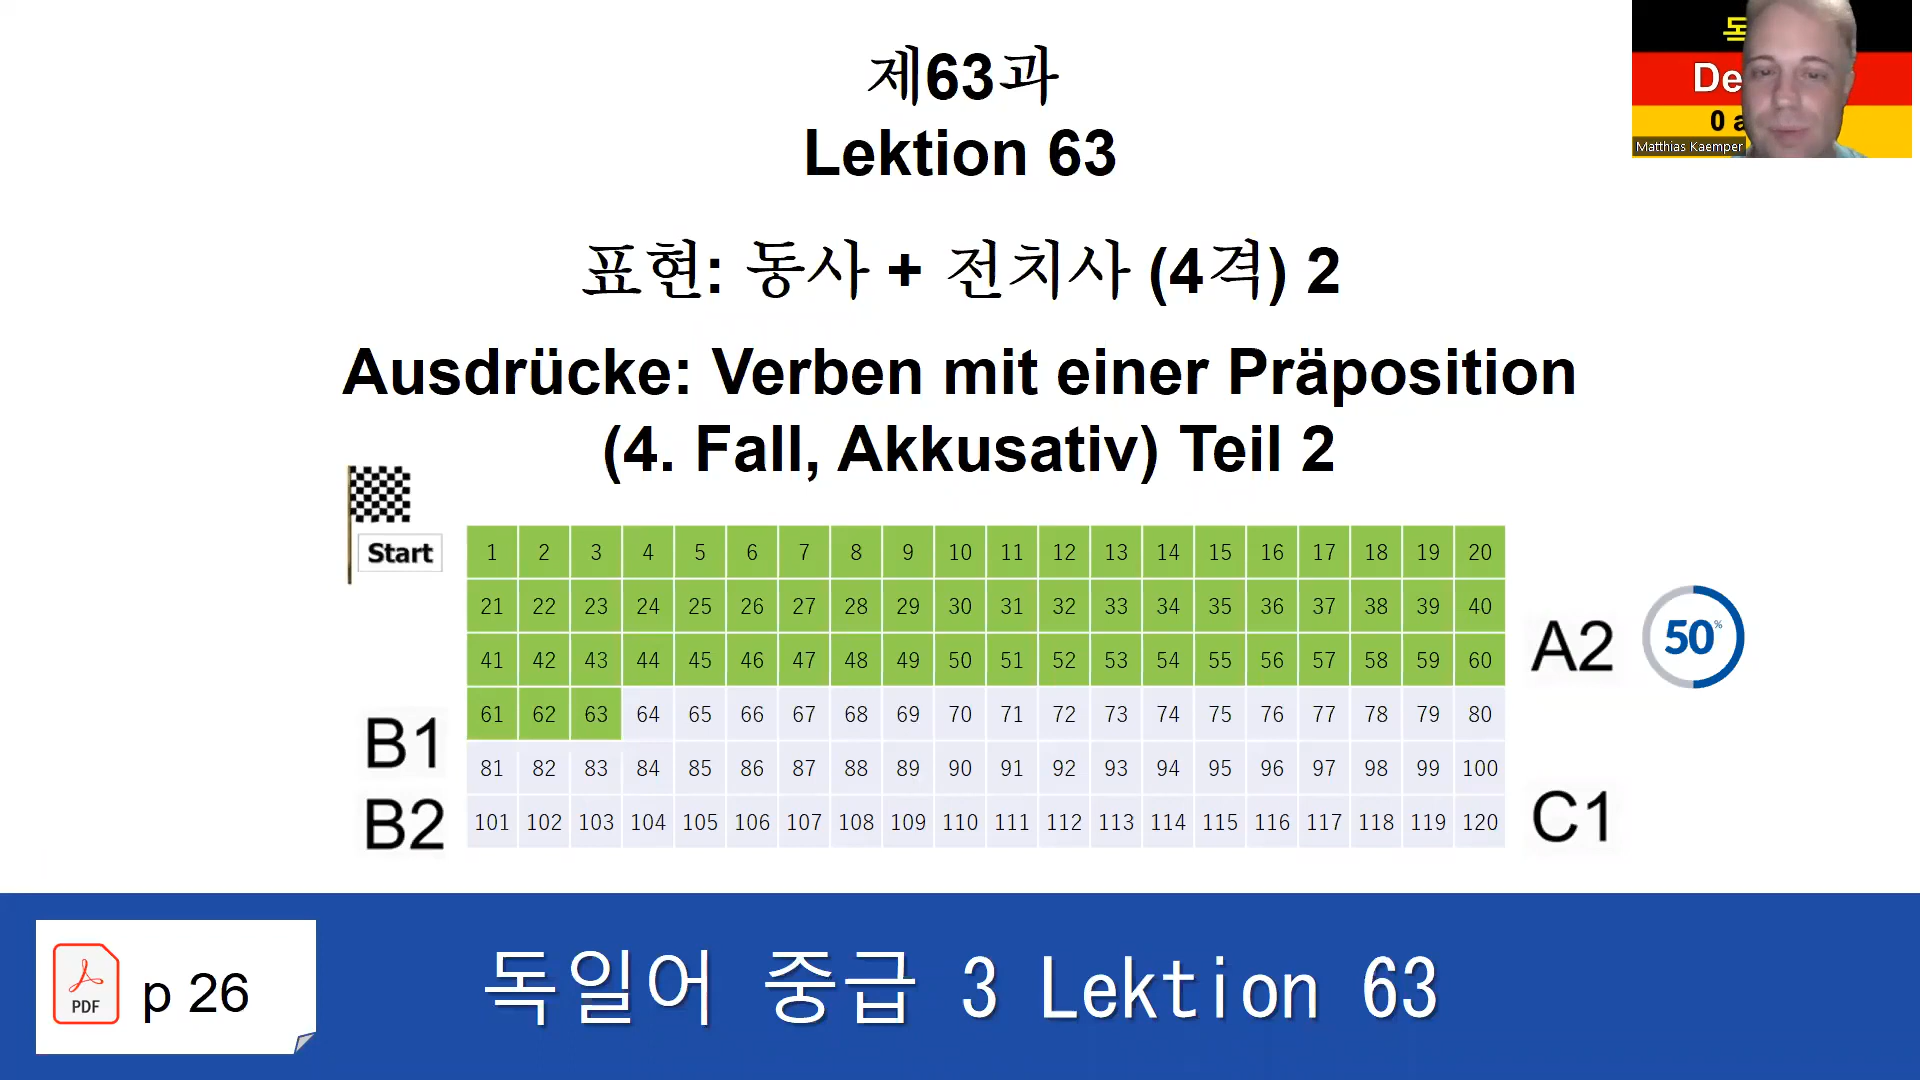 제63과
Lektion 63
표현: 동사 + 전치사 (4격) 2
Ausdrücke: Verben mit einer Präposition
(4. Fall, Akkusativ) Teil 2
Start
1 2 3 4 5 6 7 8 9 10 11 12 13 14 15 16 17 18 19 20
21 22 23 24 25 26 27 28 29 30 31 32 33 34 35 36 37 38 39 40
41 42 43 44 45 46 47 48 49 50 51 52 53 54 55 56 57 58 59 60
A2
50%
B1
61 62 63 64 65 66 67 68 69 70 71 72 73 74 75 76 77 78 79 80
81 82 83 84 85 86 87 88 89 90 91 92 93 94 95 96 97 98 99 100
B2
101 102 103 104 105 106 107 108 109 110 111 112 113 114 115 116 117 118 119 120
C1
PDF
p 26
독일어 중급 3 Lektion 63
독
De
0 a
Matthias Kaemper